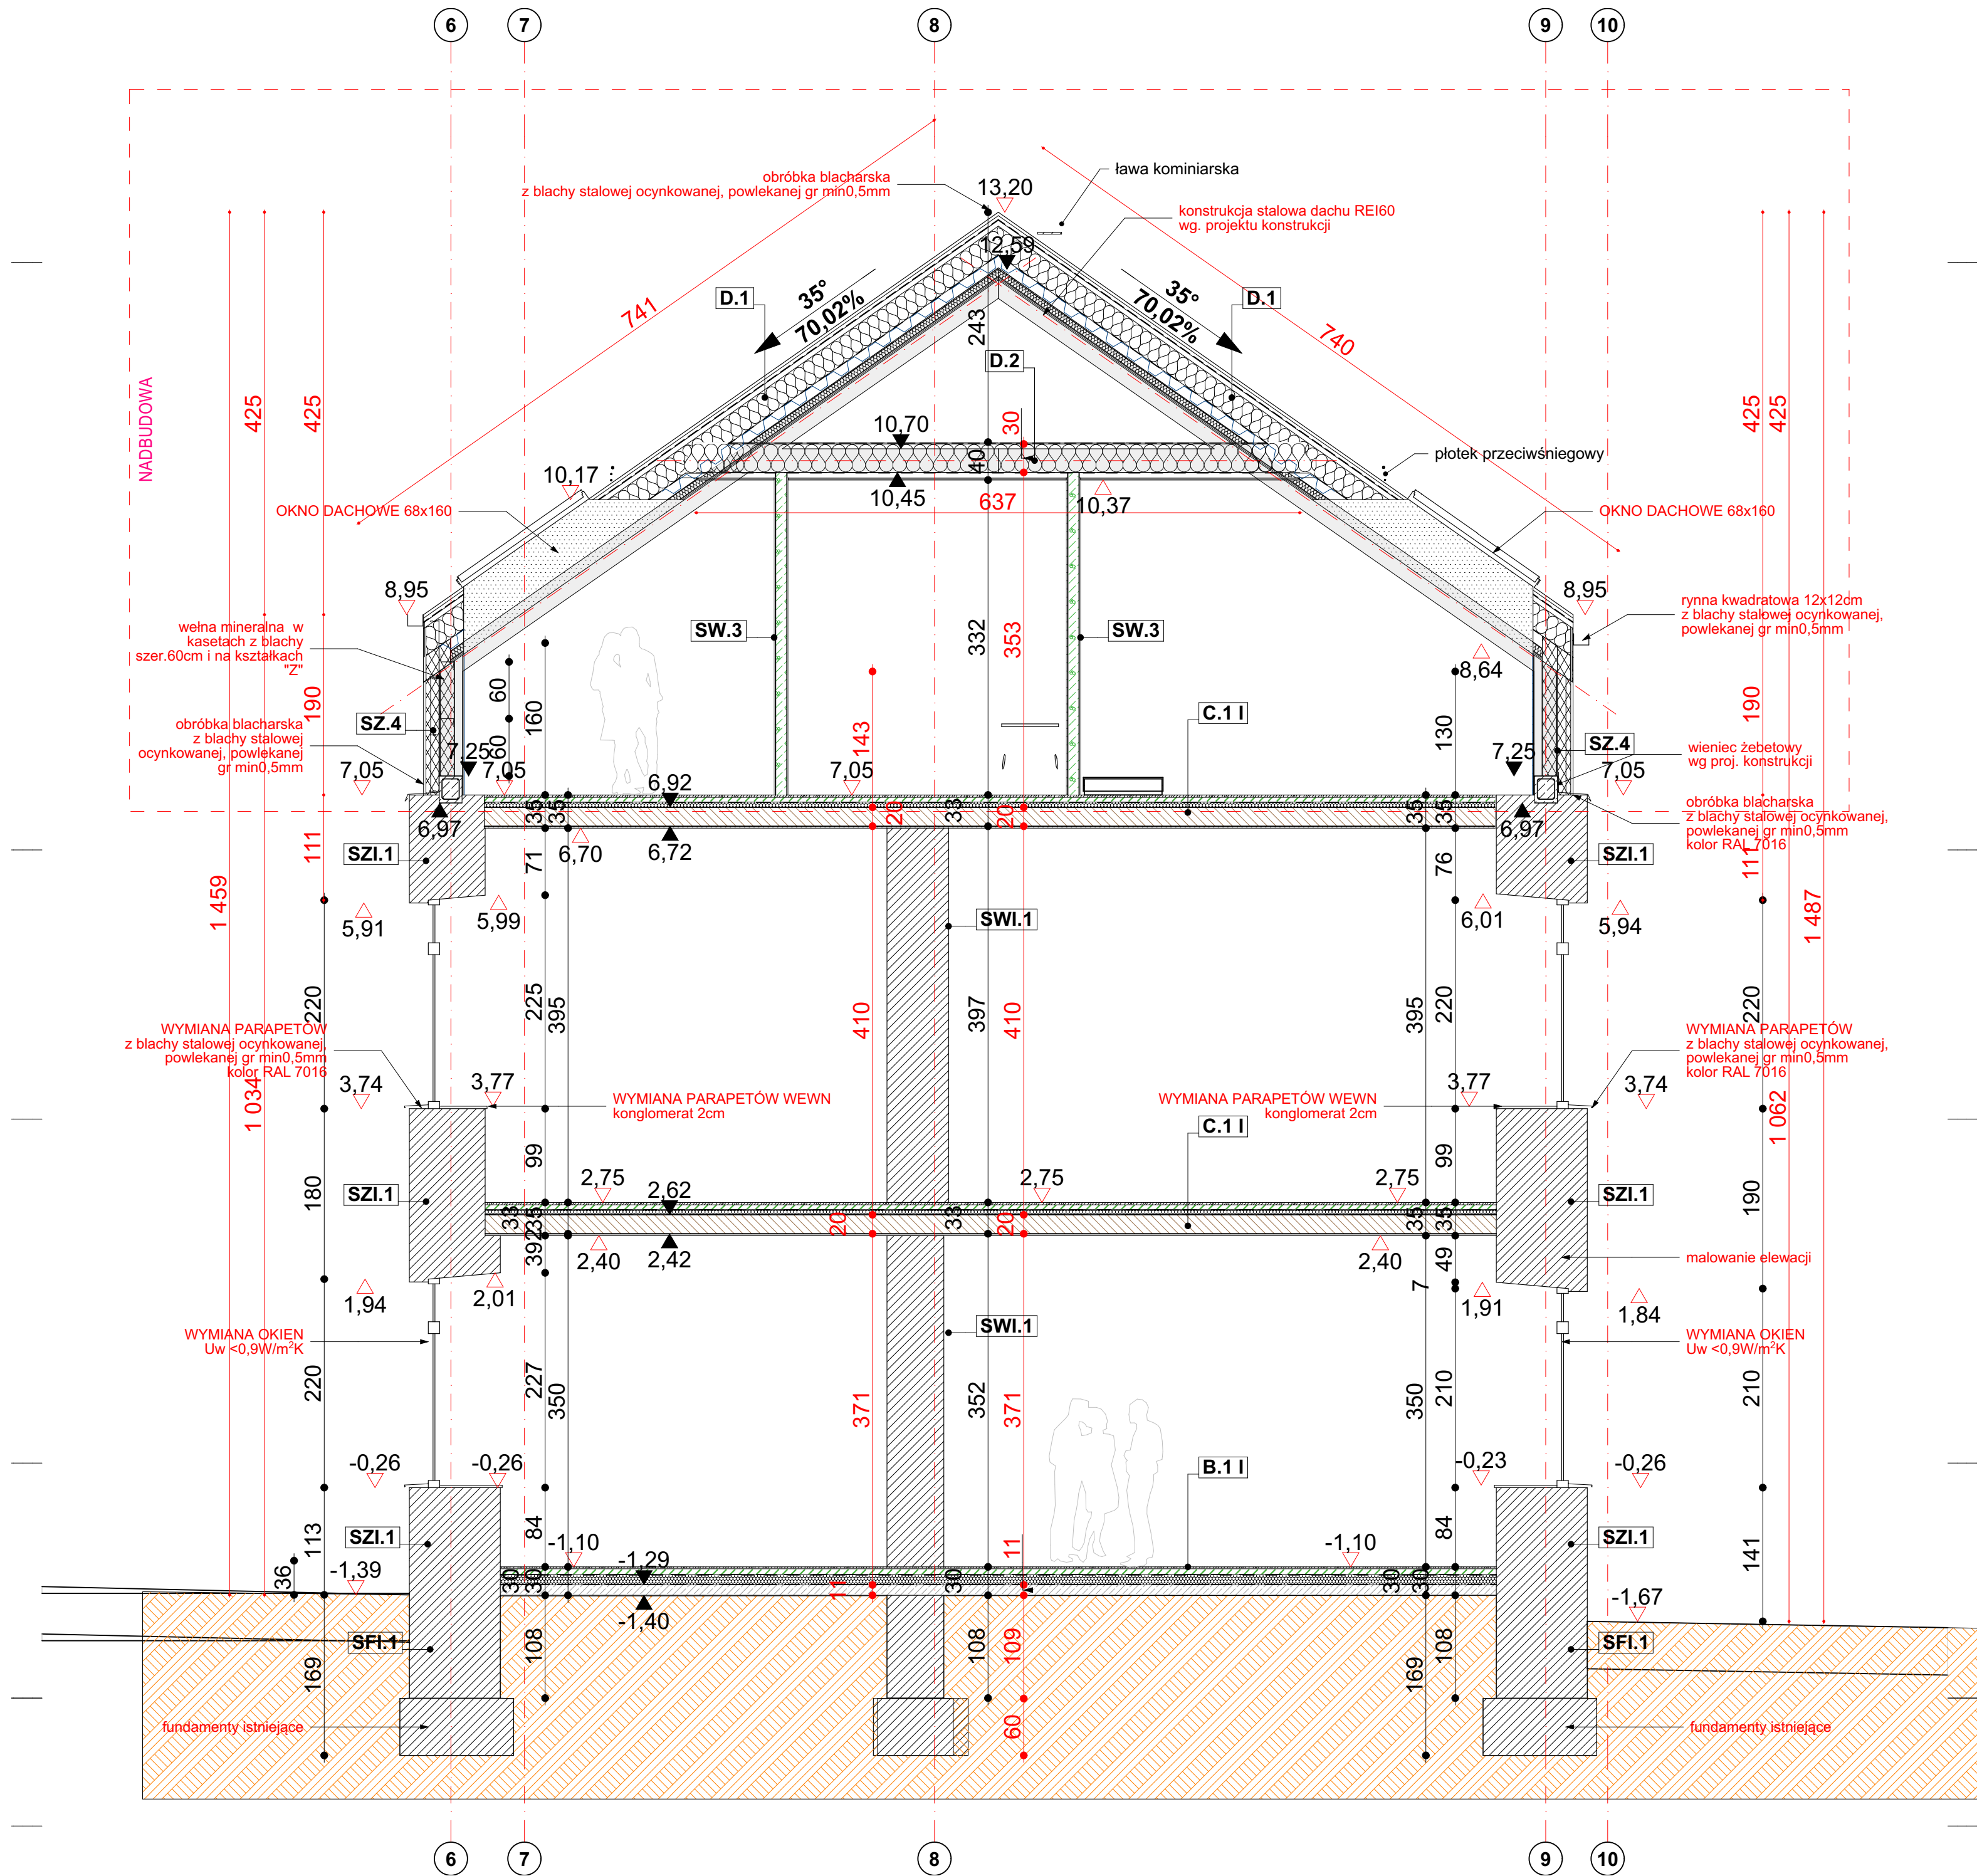 6
7
8
9
10
obróbka blacharska
z blachy stalowej ocynkowanej, powlekanej gr min0,5mm
13,20
ława kominiarska
konstrukcja stalowa dachu REI60
wg. projektu konstrukcji
12,59
D.1
35°
70,02%
35°
70,02%
D.1
741
740
243
D.2
NADBUDOWA
425
425
425
425
10,70
30
40
płotek przeciwśniegowy
10,17
10,45
637
10,37
OKNO DACHOWE 68x160
OKNO DACHOWE 68x160
8,95
8,95
rynna kwadratowa 12x12cm
z blachy stalowej ocynkowanej,
powlekanej gr min0,5mm
wełna mineralna w
kasetach z blachy
szer.60cm i na kształkach
"Z"
SW.3
332
353
SW.3
8,64
60
160
190
190
130
143
C.1 I
obróbka blacharska
z blachy stalowej
ocynkowanej, powlekanej
gr min0,5mm
SZ.4
7,25
60
7,25
SZ.4
wieniec żebetowy
wg proj. konstrukcji
7,05
7,05
6,92
7,05
7,05
obróbka blacharska
z blachy stalowej ocynkowanej,
powlekanej gr min0,5mm
kolor RAL 7016
35
35
20
33
20
35
35
6,97
6,70
6,72
6,97
111
71
76
111
SZI.1
SZI.1
1 459
5,91
5,99
SWI.1
6,01
5,94
1 487
220
225
395
410
397
410
395
220
220
WYMIANA PARAPETÓW
z blachy stalowej ocynkowanej,
powlekanej gr min0,5mm
kolor RAL 7016
WYMIANA PARAPETÓW
z blachy stalowej ocynkowanej,
powlekanej gr min0,5mm
kolor RAL 7016
1 034
3,74
3,77
WYMIANA PARAPETÓW WEWN
konglomerat 2cm
WYMIANA PARAPETÓW WEWN
konglomerat 2cm
3,77
3,74
1 062
C.1 I
99
99
180
SZI.1
2,75
2,62
2,75
2,75
SZI.1
190
33
35
20
33
20
35
35
392
2,40
2,42
2,40
49
malowanie elewacji
7
1,94
2,01
1,91
1,84
WYMIANA OKIEN
Uw <0,9W/m²K
SWI.1
WYMIANA OKIEN
Uw <0,9W/m²K
220
227
350
371
352
371
350
210
210
-0,26
-0,26
B.1 I
-0,23
-0,26
113
SZI.1
84
84
SZI.1
141
36
-1,39
-1,10
-1,29
11
-1,10
30
30
11
30
30
30
-1,40
-1,67
SFI.1
SFI.1
169
108
108
109
169
108
fundamenty istniejące
60
fundamenty istniejące
6
7
8
9
10